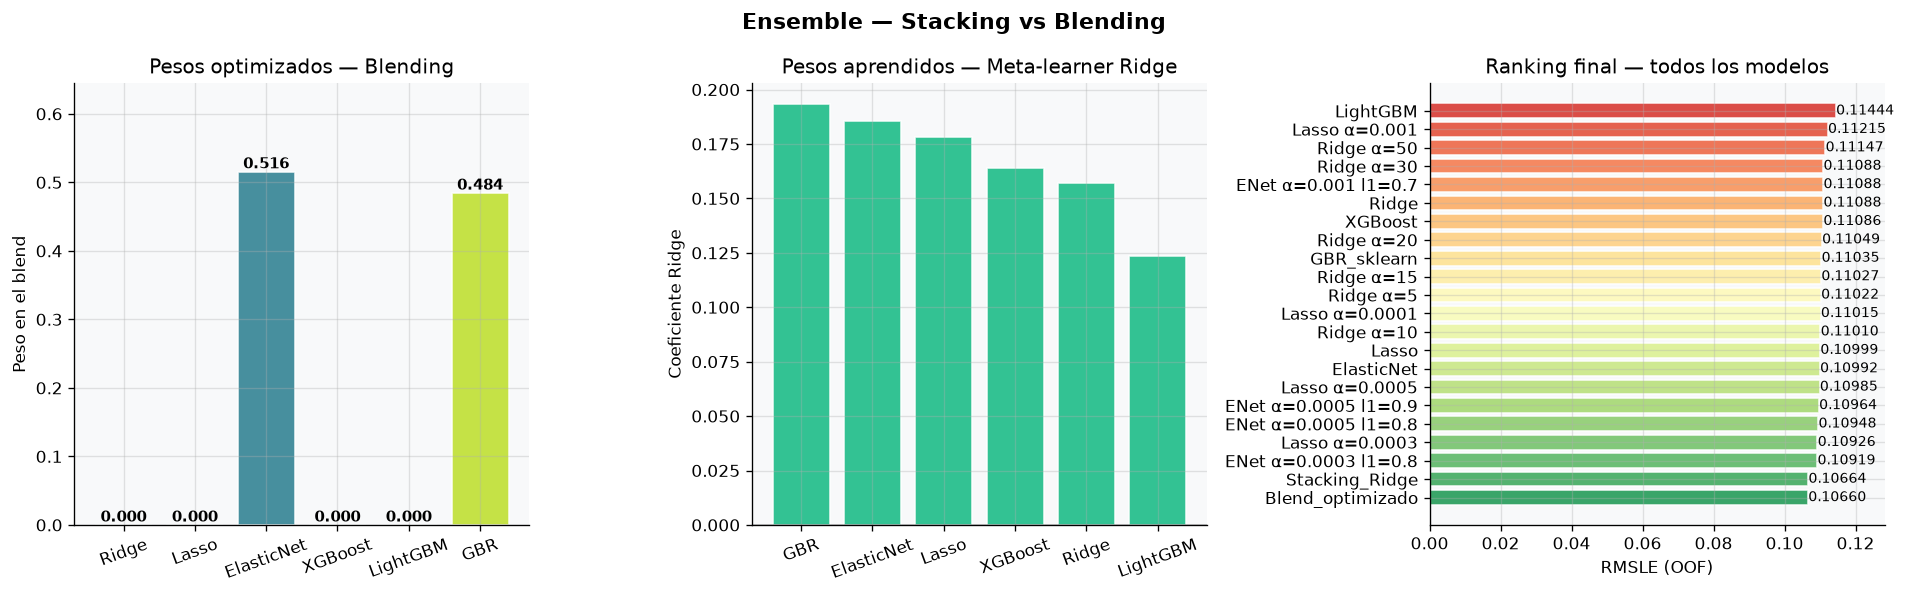 Ensemble — Stacking vs Blending
Pesos optimizados — Blending
Peso en el blend
0.6
0.5
0.4
0.3
0.2
0.1
0.0
0.000
0.000
0.516
0.000
0.000
0.484
Ridge
Lasso
ElasticNet
XGBoost
LightGBM
GBR
Pesos aprendidos — Meta-learner Ridge
Coeficiente Ridge
0.200
0.175
0.150
0.125
0.100
0.075
0.050
0.025
0.000
GBR
ElasticNet
Lasso
XGBoost
Ridge
LightGBM
Ranking final — todos los modelos
LightGBM 0.11444
Lasso α=0.001 0.11215
Ridge α=50 0.11147
Ridge α=30 0.11088
ENet α=0.001 l1=0.7 0.11088
Ridge 0.11088
XGBoost 0.11086
Ridge α=20 0.11049
GBR_sklearn 0.11035
Ridge α=15 0.11027
Ridge α=5 0.11022
Lasso α=0.0001 0.11015
Ridge α=10 0.11010
Lasso 0.10999
ElasticNet 0.10992
Lasso α=0.0005 0.10985
ENet α=0.0005 l1=0.9 0.10964
ENet α=0.0005 l1=0.8 0.10948
Lasso α=0.0003 0.10926
ENet α=0.0003 l1=0.8 0.10919
Stacking_Ridge 0.10664
Blend_optimizado 0.10660
0.00 0.02 0.04 0.06 0.08 0.10 0.12
RMSLE (OOF)